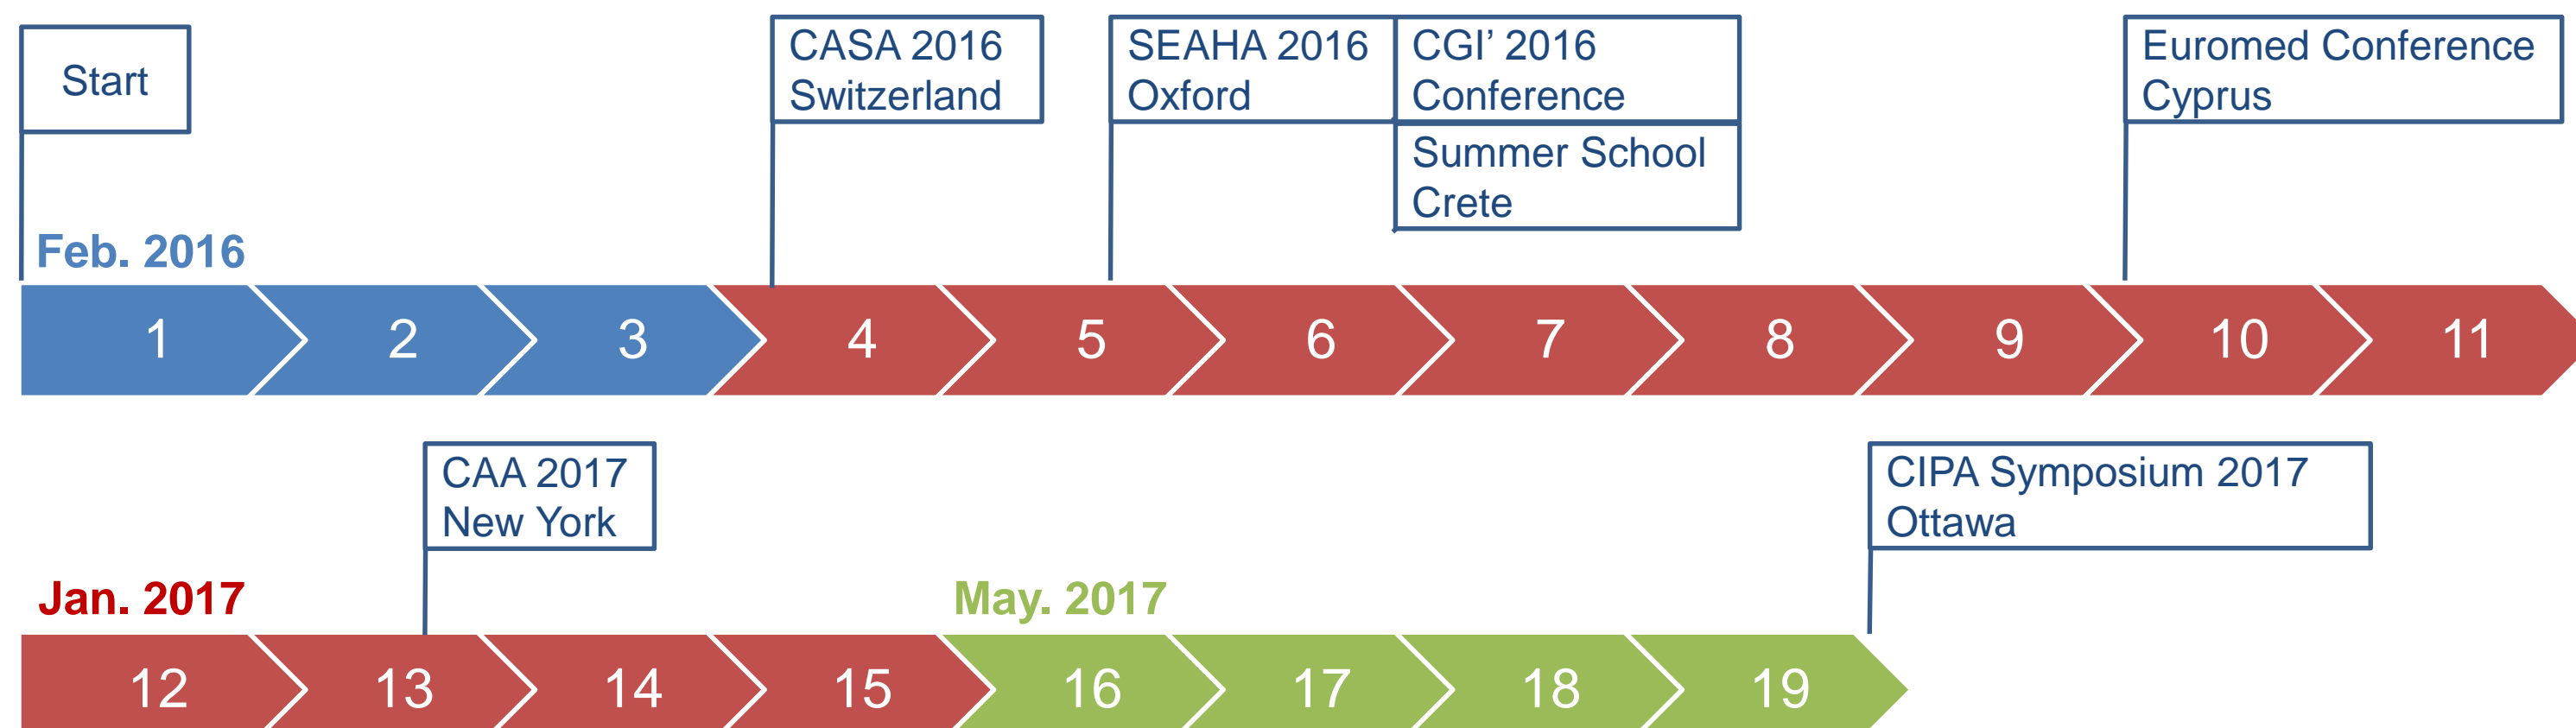 Start
CASA 2016
Switzerland
SEAHA 2016
Oxford
CGI’ 2016
Conference
Summer School
Crete
Euromed Conference
Cyprus
Feb. 2016
1 2 3 4 5 6 7 8 9 10 11
CAA 2017
New York
CIPA Symposium 2017
Ottawa
Jan. 2017
May. 2017
12 13 14 15 16 17 18 19